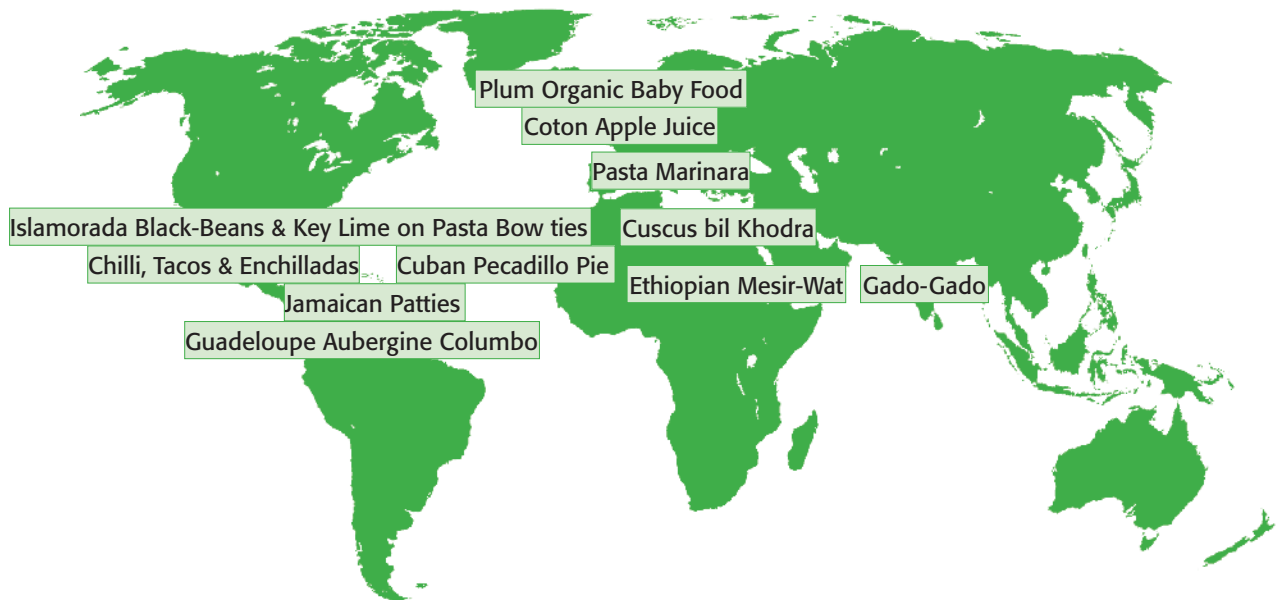 Plum Organic Baby Food
Coton Apple Juice
Pasta Marinara
Islamorada Black-Beans & Key Lime on Pasta Bow ties
Cuscus bil Khodra
Chilli, Tacos & Enchilladas
Cuban Pecadillo Pie
Ethiopian Mesir-Wat
Gado-Gado
Jamaican Patties
Guadeloupe Aubergine Columbo